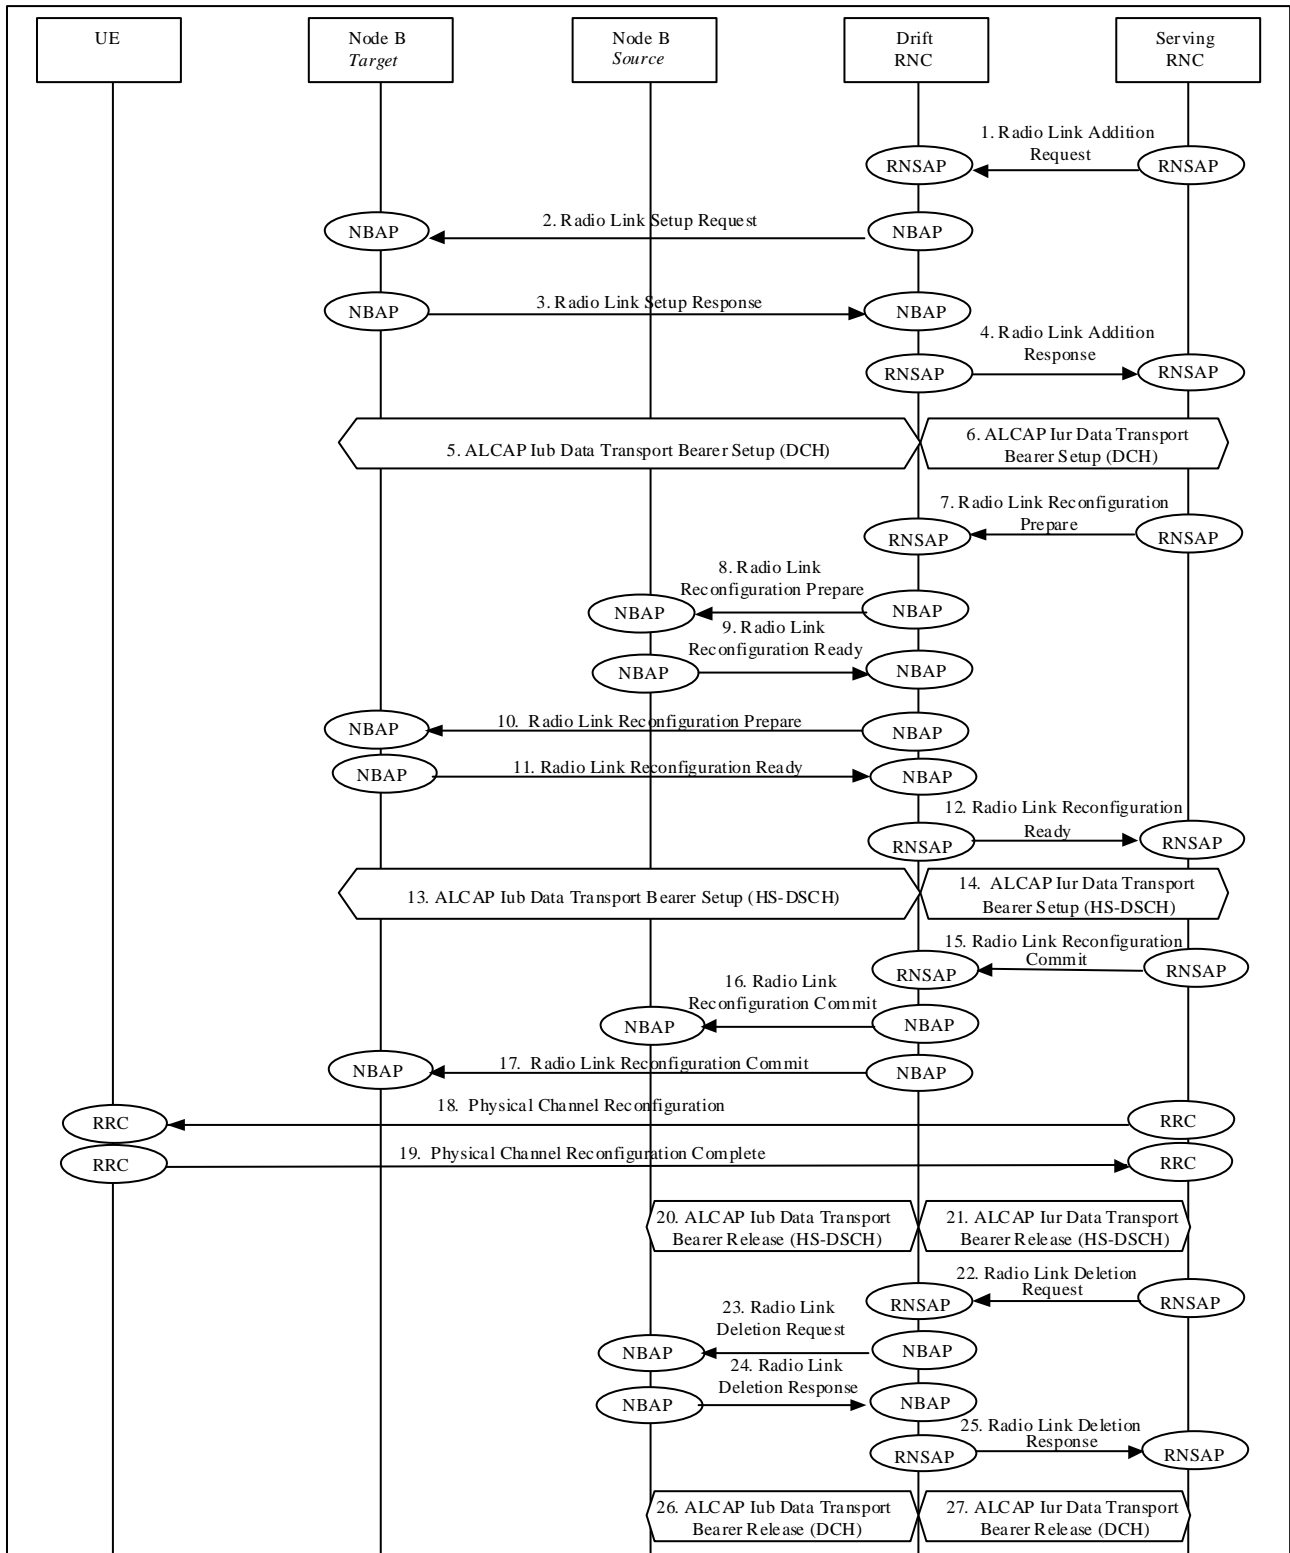 UE
Node B
Target
Node B
Source
Drift
RNC
Serving
RNC
1. Radio Link Addition
Request
RNSAP
RNSAP
2. Radio Link Setup Request
NBAP
NBAP
3. Radio Link Setup Response
NBAP
NBAP
4. Radio Link Addition
Response
RNSAP
RNSAP
5. ALCAP Iub Data Transport Bearer Setup (DCH)
6. ALCAP Iur Data Transport
Bearer Setup (DCH)
7. Radio Link Reconfiguration
Prepare
RNSAP
RNSAP
8. Radio Link
Reconfiguration Prepare
NBAP
NBAP
9. Radio Link
Reconfiguration Ready
NBAP
NBAP
10. Radio Link Reconfiguration Prepare
NBAP
NBAP
11. Radio Link Reconfiguration Ready
NBAP
NBAP
12. Radio Link Reconfiguration
Ready
RNSAP
RNSAP
13. ALCAP Iub Data Transport Bearer Setup (HS-DSCH)
14. ALCAP Iur Data Transport
Bearer Setup (HS-DSCH)
15. Radio Link Reconfiguration
Commit
RNSAP
RNSAP
16. Radio Link
Reconfiguration Commit
NBAP
NBAP
17. Radio Link Reconfiguration Commit
NBAP
NBAP
18. Physical Channel Reconfiguration
RRC
RRC
19. Physical Channel Reconfiguration Complete
RRC
RRC
20. ALCAP Iub Data Transport
Bearer Release (HS-DSCH)
21. ALCAP Iur Data Transport
Bearer Release (HS-DSCH)
22. Radio Link Deletion
Request
RNSAP
RNSAP
23. Radio Link
Deletion Request
NBAP
NBAP
24. Radio Link
Deletion Response
NBAP
NBAP
25. Radio Link Deletion
Response
RNSAP
RNSAP
26. ALCAP Iub Data Transport
Bearer Release (DCH)
27. ALCAP Iur Data Transport
Bearer Release (DCH)